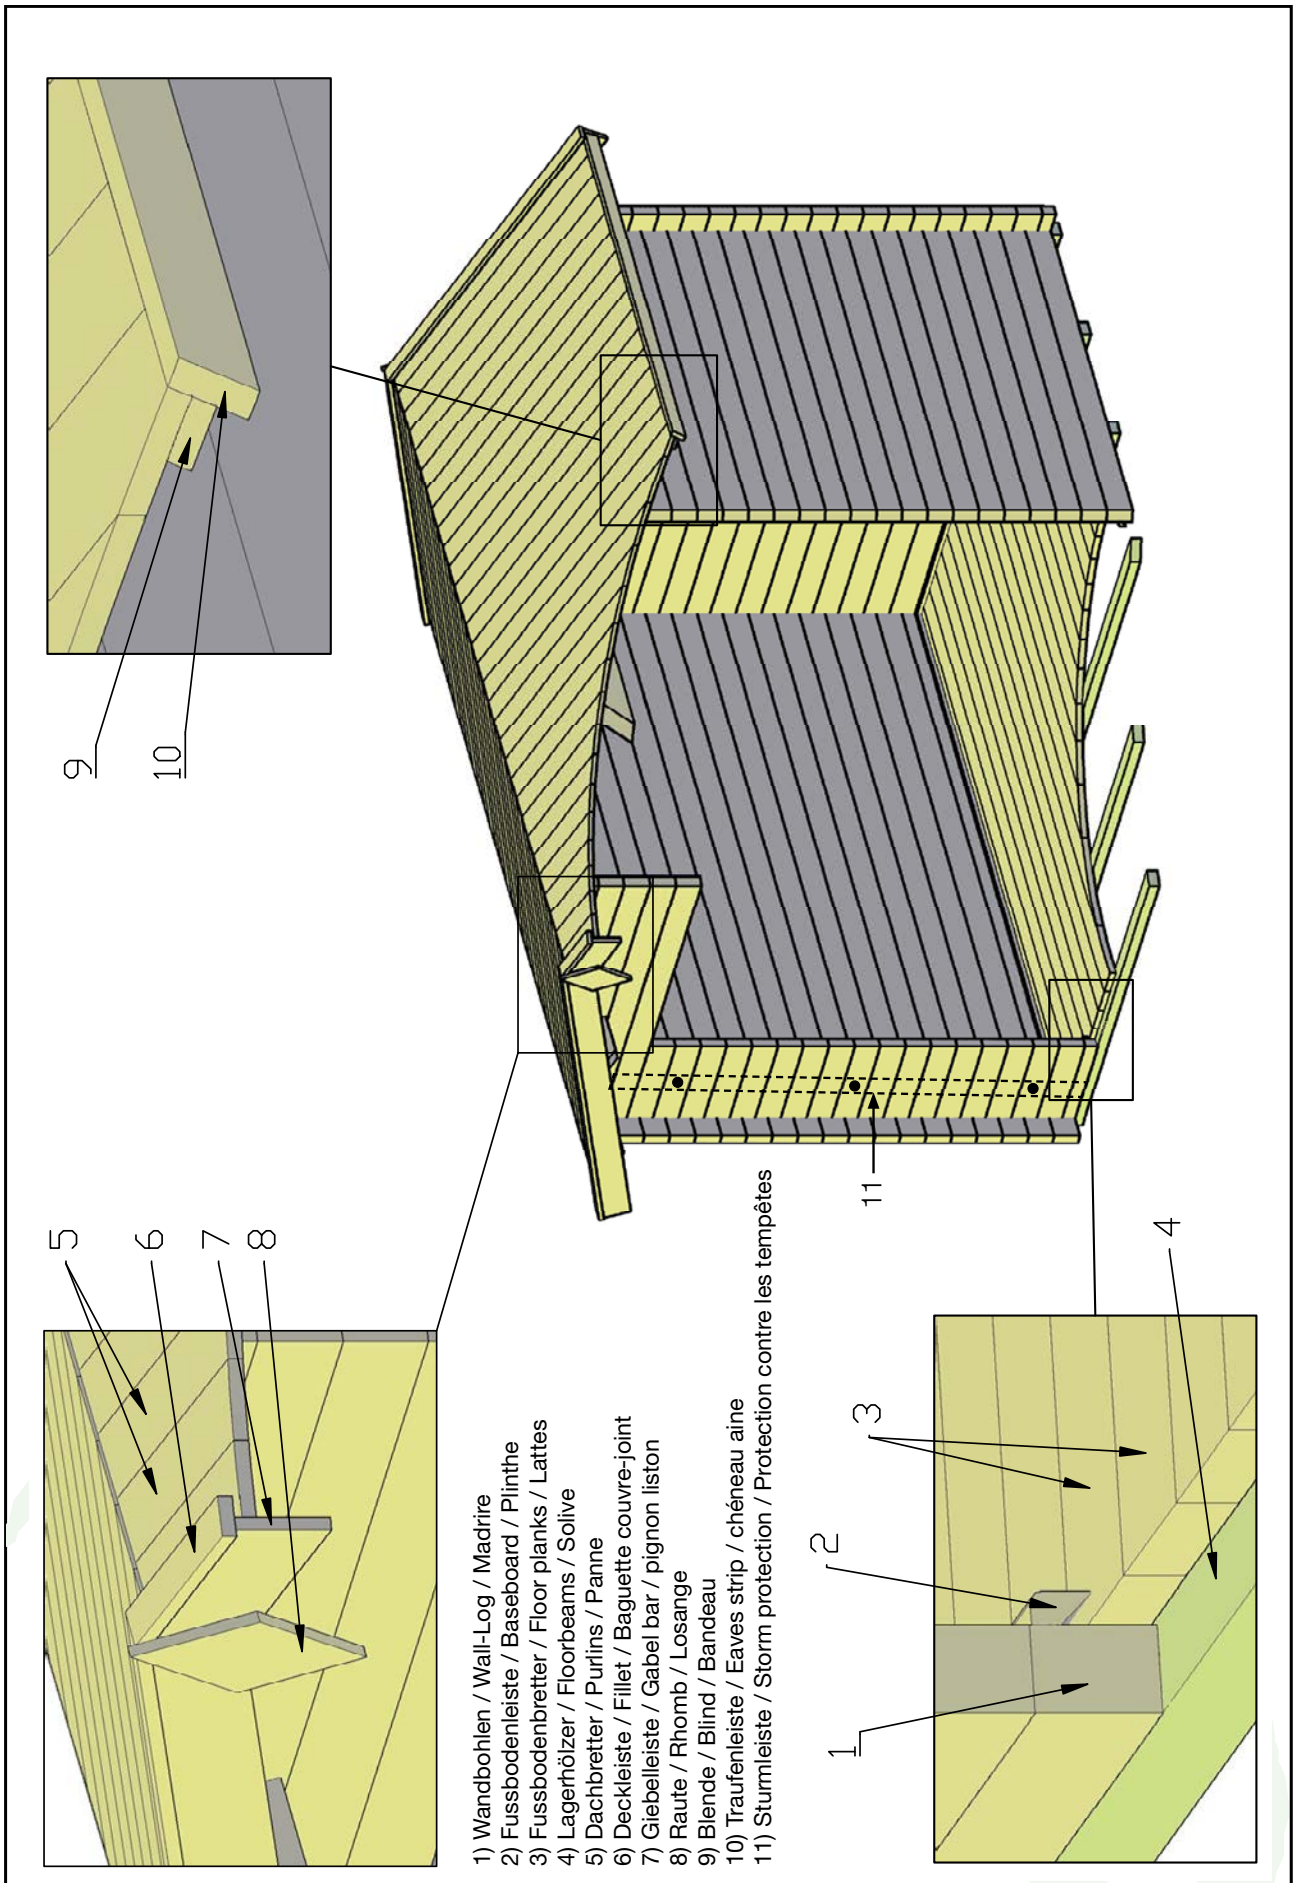 9
10
5
6
7
8
11
4
3
2
1
1) Wandbohlen / Wall-Log / Madrire
2) Fussbodenleiste / Baseboard / Plinthe
3) Fussbodenbretter / Floor planks / Lattes
4) Lagerhölzer / Floorbeams / Solive
5) Dachbretter / Purlins / Panne
6) Deckleiste / Fillet / Baguette couvre-joint
7) Giebelleiste / Gabel bar / pignon liston
8) Raute / Rhomb / Losange
9) Blende / Blind / Bandeau
10) Traufenleiste / Eaves strip / chéneau aine
11) Sturmleiste / Storm protection / Protection contre les tempêtes